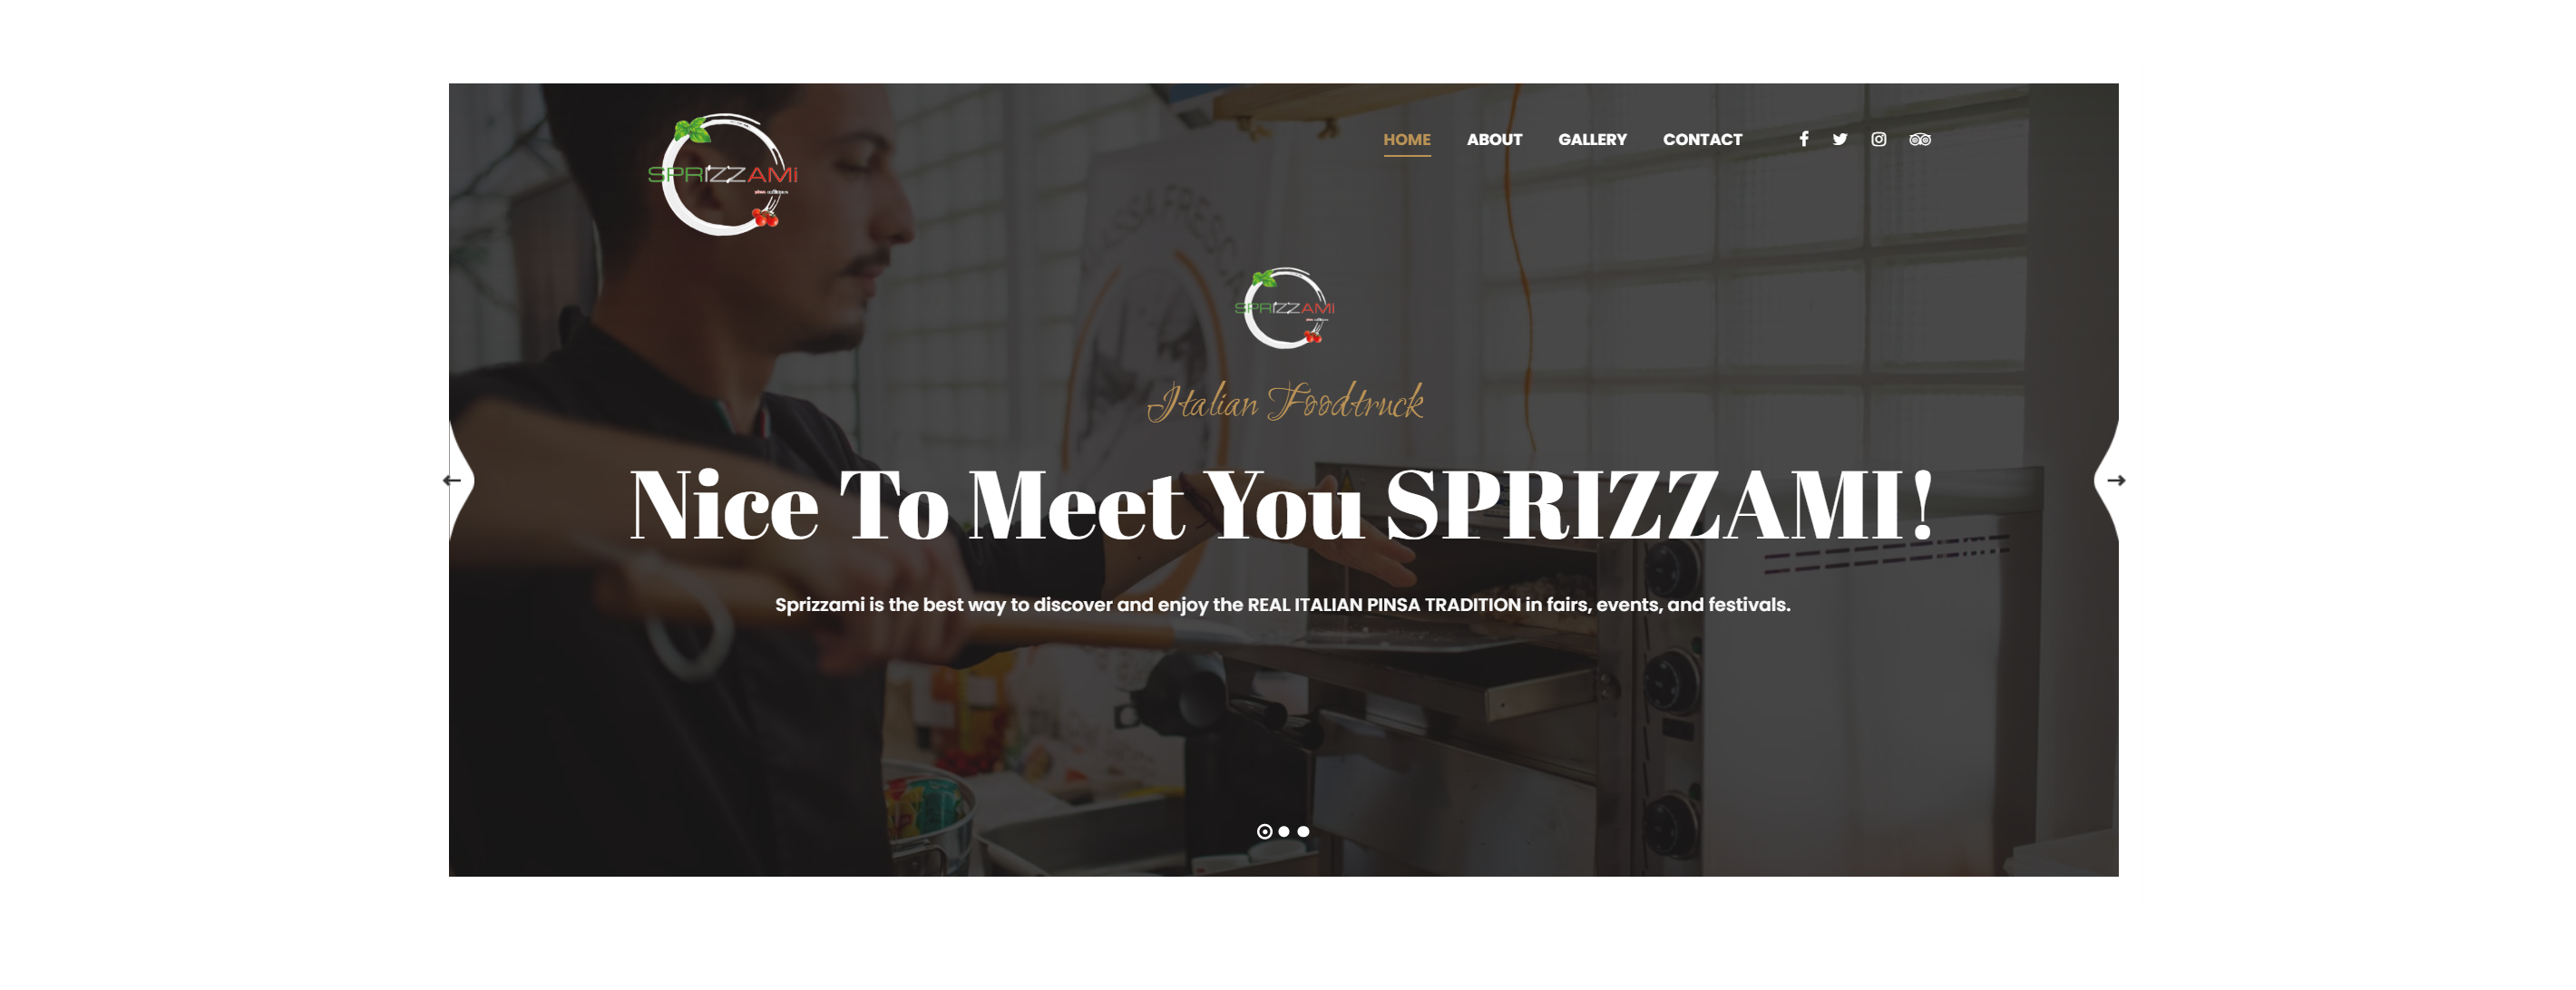 SPRIZZAMi
HOME ABOUT GALLERY CONTACT
SPRIZZAMI
Italian Foodtruck
Nice To Meet You SPRIZZAMI!
Sprizzami is the best way to discover and enjoy the REAL ITALIAN PINSA TRADITION in fairs, events, and festivals.